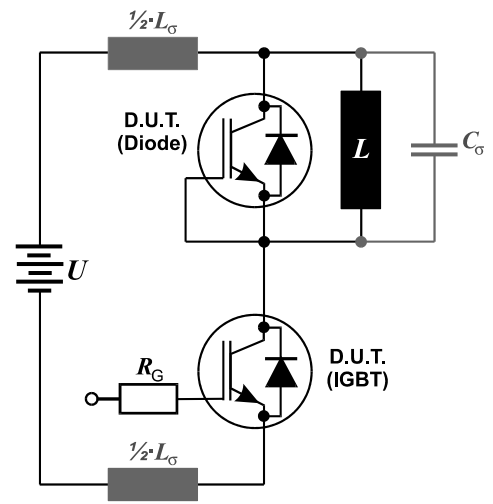 ½·Lσ
D.U.T.
(Diode)
L
Cσ
U
RG
D.U.T.
(IGBT)
½·Lσ